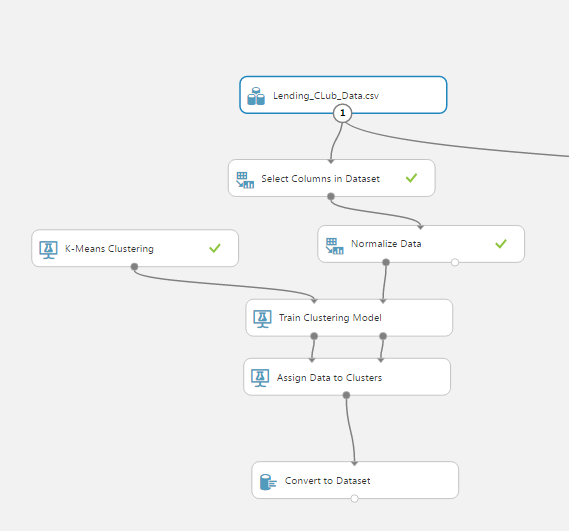 Lending_CLub_Data.csv
1
Select Columns in Dataset
Normalize Data
K-Means Clustering
Train Clustering Model
Assign Data to Clusters
Convert to Dataset